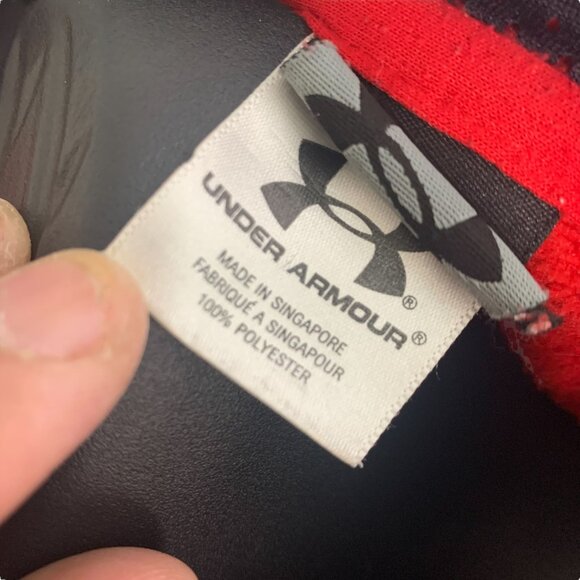 ®
UNDER ARMOUR®
MADE IN SINGAPORE
FABRIQUÉ A SINGAPOUR
100% POLYESTER